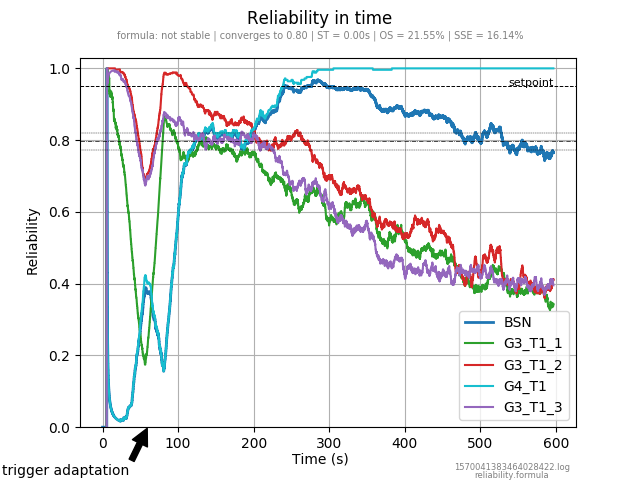 Reliability in time
formula: not stable | converges to 0.80 | ST = 0.00s | OS = 21.55% | SSE = 16.14%
1.0
setpoint
0.8
0.6
0.4
0.2
0.0
Reliability
BSN
G3_T1_1
G3_T1_2
G4_T1
G3_T1_3
0
100
200
300
400
500
600
Time (s)
trigger adaptation
1570041383464028422.log
reliability.formula